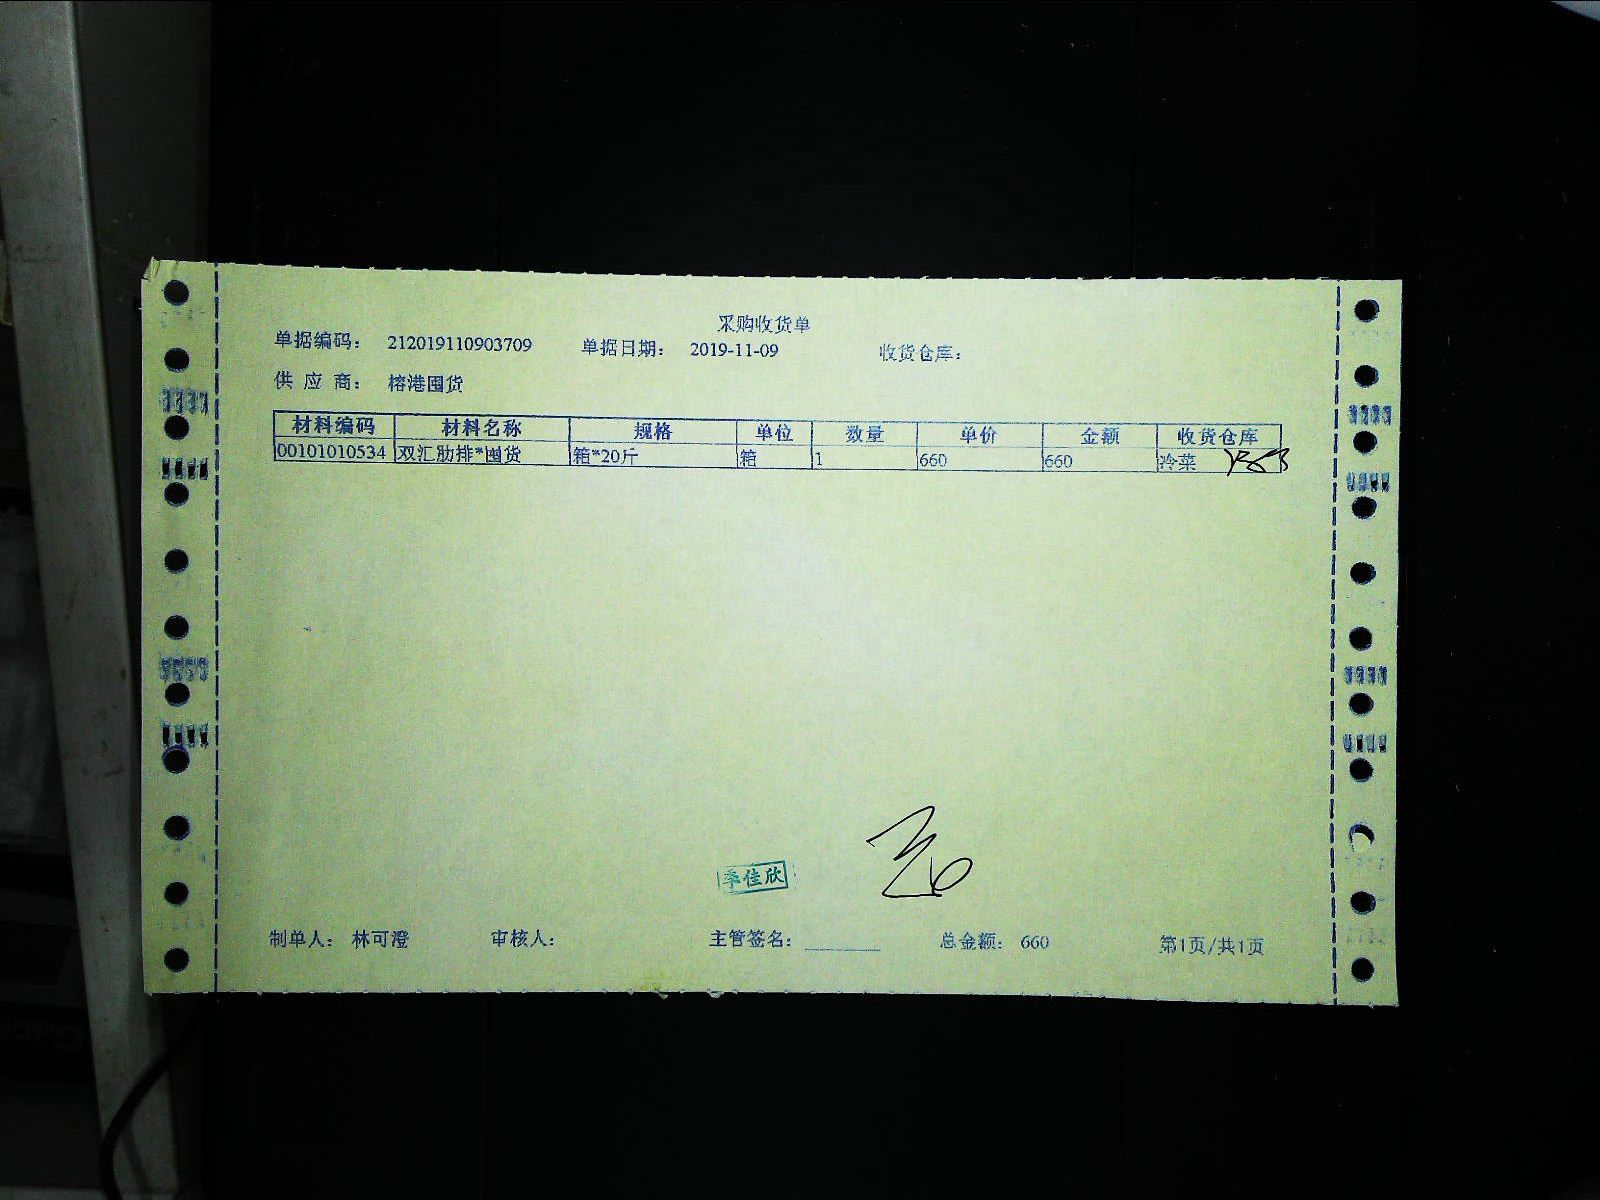 采购收货单
单据编码： 212019110903709 单据日期： 2019-11-09 收货仓库：
供 应 商： 榕港囤货
材料编码 材料名称 规格 单位 数量 单价 金额 收货仓库
00101010534 双汇肋排*囤货 箱*20斤 箱 1 660 660 冷菜
李佳欣
制单人： 林可澄 审核人： 主管签名： 总金额： 660 第1页/共1页